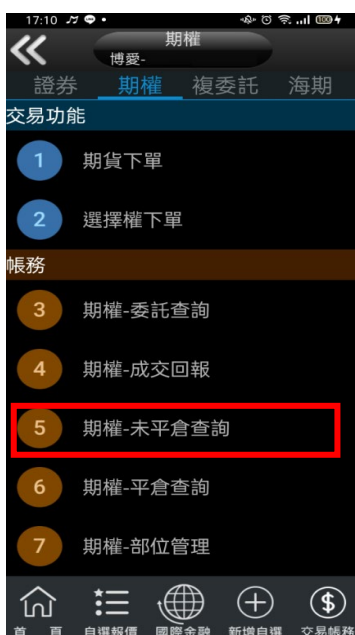 17:10
100
期權
博愛-
證券 期權 複委託 海期
交易功能
1 期貨下單
2 選擇權下單
帳務
3 期權-委託查詢
4 期權-成交回報
5 期權-未平倉查詢
6 期權-平倉查詢
7 期權-部位管理
首 頁 自選報價 國際金融 新增自選 交易帳務